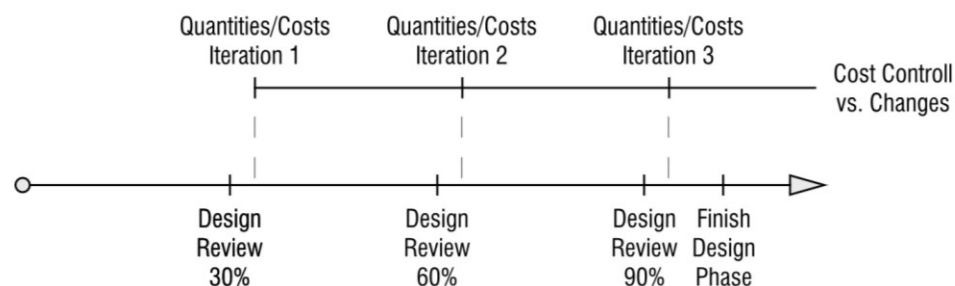 Quantities/Costs
Iteration 1
Quantities/Costs
Iteration 2
Quantities/Costs
Iteration 3
Cost Controll
vs. Changes
Design
Review
30%
Design
Review
60%
Design
Review
90%
Finish
Design
Phase